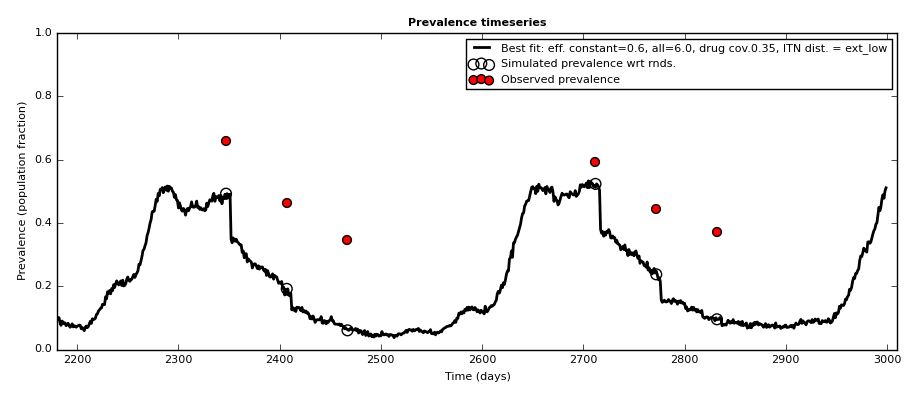 Prevalence timeseries
1.0
0.8
0.6
0.4
0.2
0.0
Prevalence (population fraction)
Best fit: eff. constant=0.6, all=6.0, drug cov.0.35, ITN dist. = ext_low
Simulated prevalence wrt rnds.
Observed prevalence
2200 2300 2400 2500 2600 2700 2800 2900 3000
Time (days)